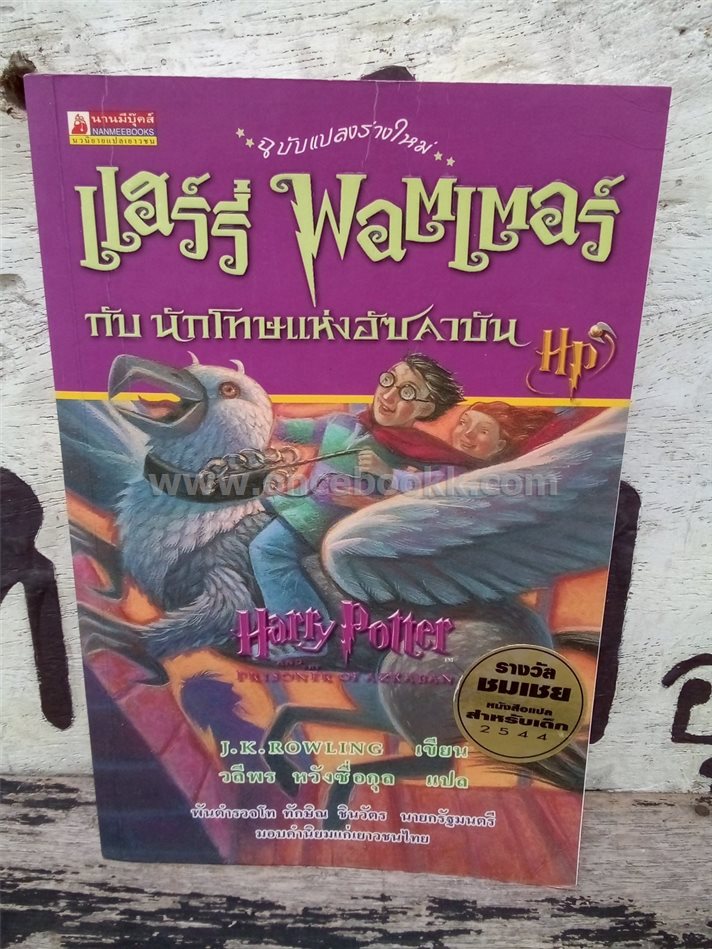 นานมีบุ๊คส์
NANMEEBOOKS
นวนิยายแปลเยาวชน
ฉบับแปลงร่างใหม่
แฮร์รี่ พอตเตอร์
กับ นักโทษแห่งอัซคาบัน
HP
www.oncebookk.com
Harry Potter
AND THE
PRISONER OF AZKABAN
TM
รางวัล
ชมเชย
หนังสือแปล
สำหรับเด็ก
2544
J.K.ROWLING เขียน
วลีพร หวังซื่อกุล แปล
พันตำรวจโท ทักษิณ ชินวัตร นายกรัฐมนตรี
มอบคำนิยมแก่เยาวชนไทย